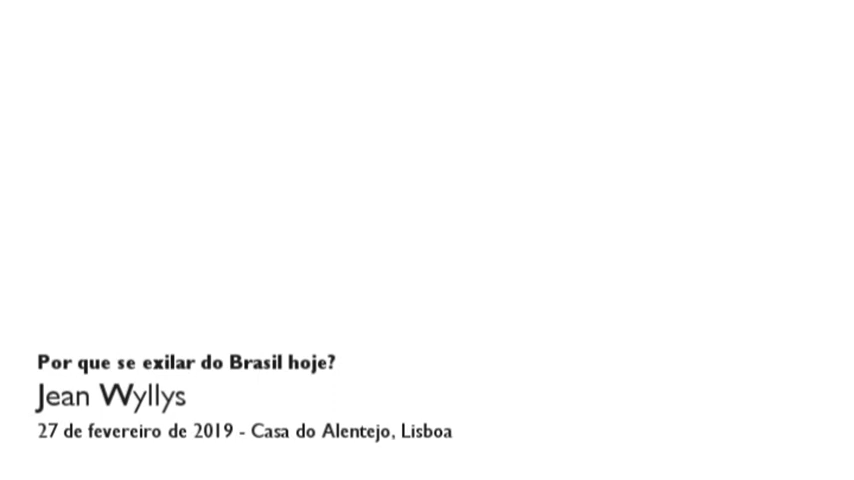 Por que se exilar do Brasil hoje?
Jean Wyllys
27 de fevereiro de 2019 - Casa do Alentejo, Lisboa